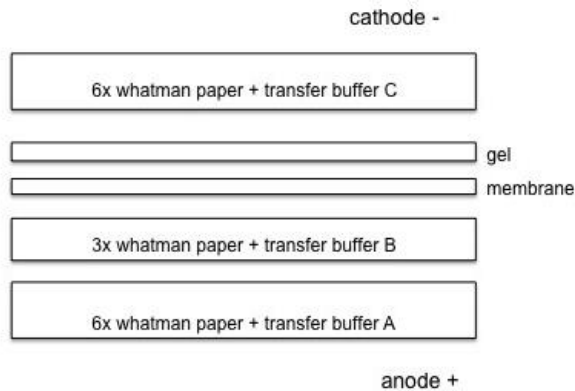 cathode -
6x whatman paper + transfer buffer C
gel
membrane
3x whatman paper + transfer buffer B
6x whatman paper + transfer buffer A
anode +